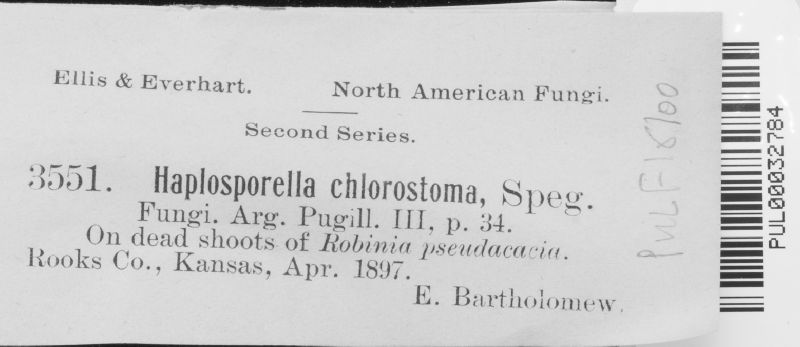 Ellis & Everhart. North American Fungi.
Second Series.
3551. Haplosporella chlorostoma, Speg.
Fungi. Arg. Pugill. III, p. 34.
On dead shoots of Robinia pseudacacia.
Rooks Co., Kansas, Apr. 1897.
E. Bartholomew.
PUL F18700
PUL00032784